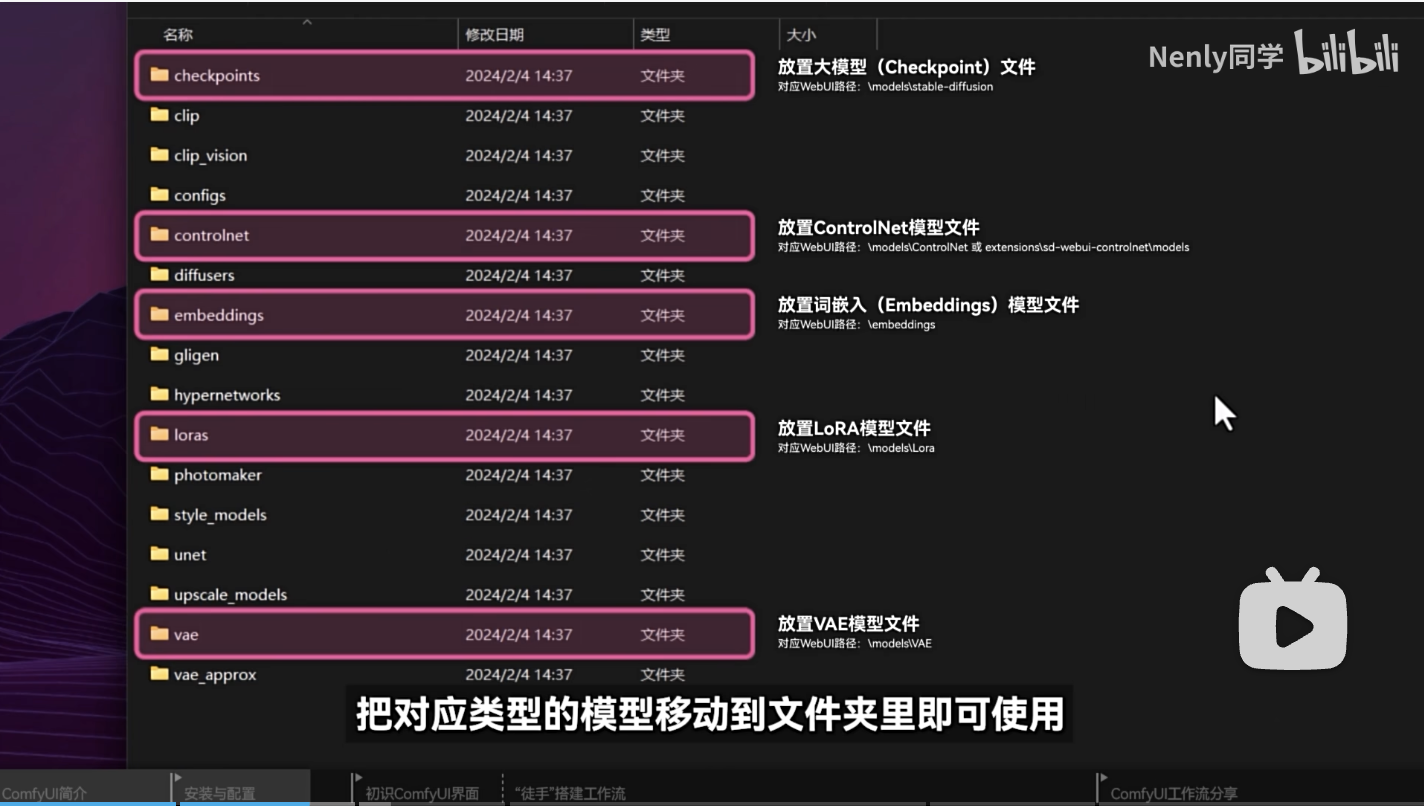 名称 修改日期 类型 大小
Nenly同学 bilibili
checkpoints 2024/2/4 14:37 文件夹 放置大模型（Checkpoint）文件
对应WebUI路径：\models\stable-diffusion
clip 2024/2/4 14:37 文件夹
clip_vision 2024/2/4 14:37 文件夹
configs 2024/2/4 14:37 文件夹
放置ControlNet模型文件
controlnet 2024/2/4 14:37 文件夹
对应WebUI路径：\models\ControlNet 或 extensions\sd-webui-controlnet\models
diffusers 2024/2/4 14:37 文件夹
放置词嵌入（Embeddings）模型文件
embeddings 2024/2/4 14:37 文件夹
对应WebUI路径：\embeddings
gligen 2024/2/4 14:37 文件夹
hypernetworks 2024/2/4 14:37 文件夹
放置LoRA模型文件
loras 2024/2/4 14:37 文件夹
对应WebUI路径：\models\Lora
photomaker 2024/2/4 14:37 文件夹
style_models 2024/2/4 14:37 文件夹
unet 2024/2/4 14:37 文件夹
upscale_models 2024/2/4 14:37 文件夹
放置VAE模型文件
vae 2024/2/4 14:37 文件夹
对应WebUI路径：\models\VAE
vae_approx 2024/2/4 14:37 文件夹
把对应类型的模型移动到文件夹里即可使用
ComfyUI简介 安装与配置 初识ComfyUI界面 “徒手”搭建工作流 ComfyUI工作流分享